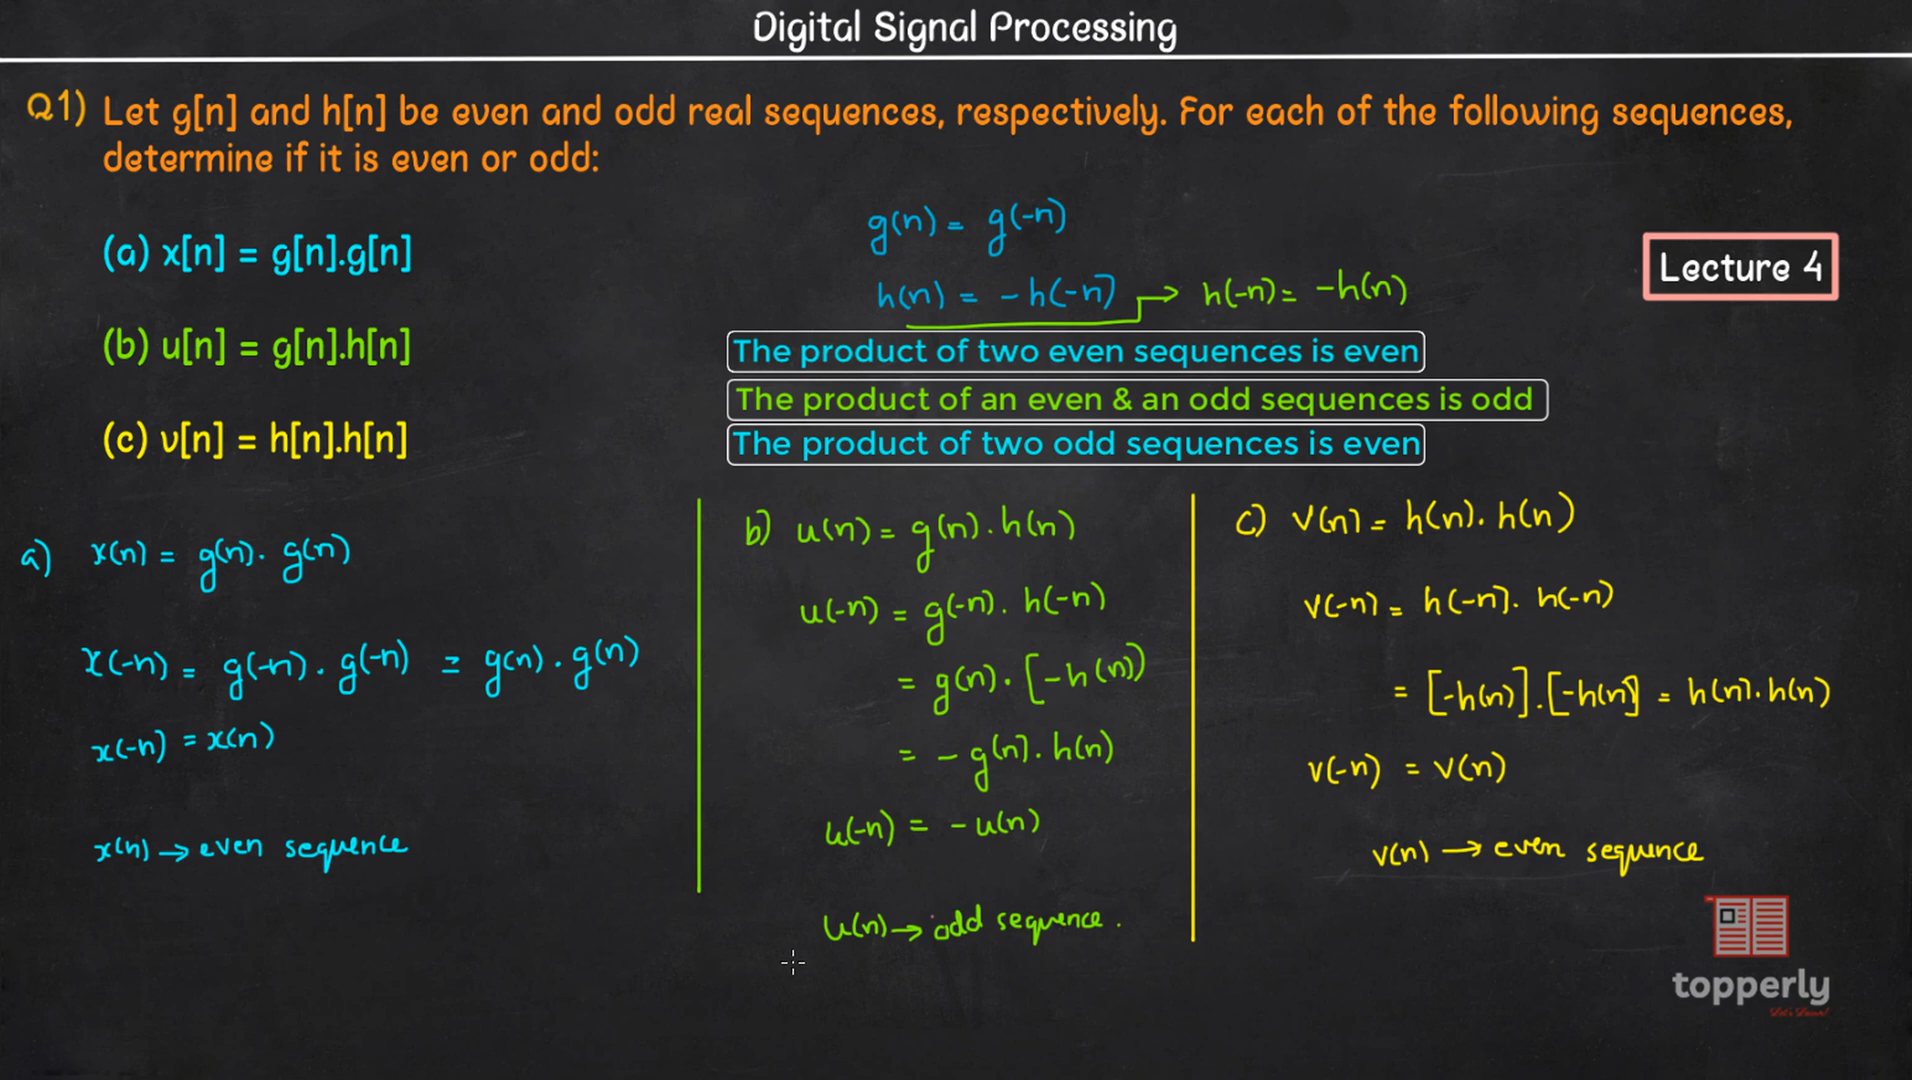 Digital Signal Processing
Q1) Let g[n] and h[n] be even and odd real sequences, respectively. For each of the following sequences,
determine if it is even or odd:
(a) x[n] = g[n].g[n]
(b) u[n] = g[n].h[n]
(c) v[n] = h[n].h[n]
g(n) = g(-n)
h(n) = -h(-n) → h(-n) = -h(n)
Lecture 4
The product of two even sequences is even
The product of an even & an odd sequences is odd
The product of two odd sequences is even
a) x(n) = g(n). g(n)
x(-n) = g(-n). g(-n) = g(n). g(n)
x(-n) = x(n)
x(n) → even sequence
b) u(n) = g(n). h(n)
u(-n) = g(-n). h(-n)
= g(n). [-h(n)]
= - g(n). h(n)
u(-n) = -u(n)
u(n) → odd sequence.
c) v(n) = h(n). h(n)
v(-n) = h(-n). h(-n)
= [-h(n)].[-h(n)] = h(n). h(n)
v(-n) = v(n)
v(n) → even sequence
topperly
Let's Learn!